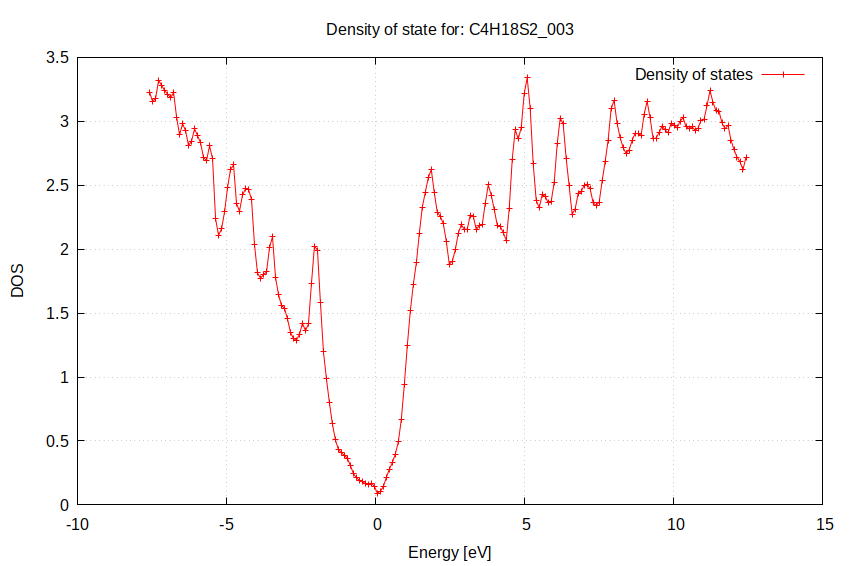 Density of state for: C4H18S2_003
Density of states
3.5
3
2.5
2
1.5
1
0.5
0
DOS
-10 -5 0 5 10 15
Energy [eV]